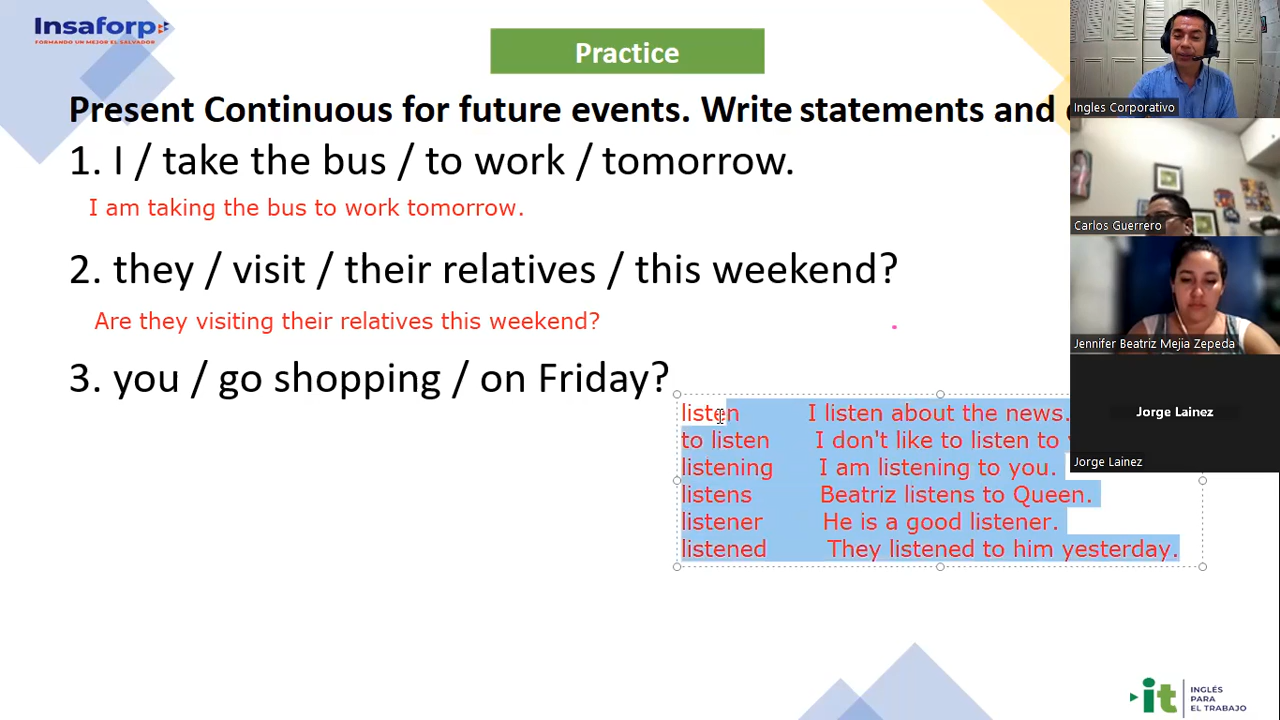 Insaforp
FORMANDO UN MEJOR EL SALVADOR
Practice
Present Continuous for future events. Write statements and
1. I / take the bus / to work / tomorrow.
I am taking the bus to work tomorrow.
2. they / visit / their relatives / this weekend?
Are they visiting their relatives this weekend?
3. you / go shopping / on Friday?
listen I listen about the news.
to listen I don't like to listen to
listening I am listening to you.
listens Beatriz listens to Queen.
listener He is a good listener.
listened They listened to him yesterday.
Ingles Corporativo
Carlos Guerrero
Jennifer Beatriz Mejia Zepeda
Jorge Lainez
Jorge Lainez
it
INGLÉS
PARA
EL TRABAJO